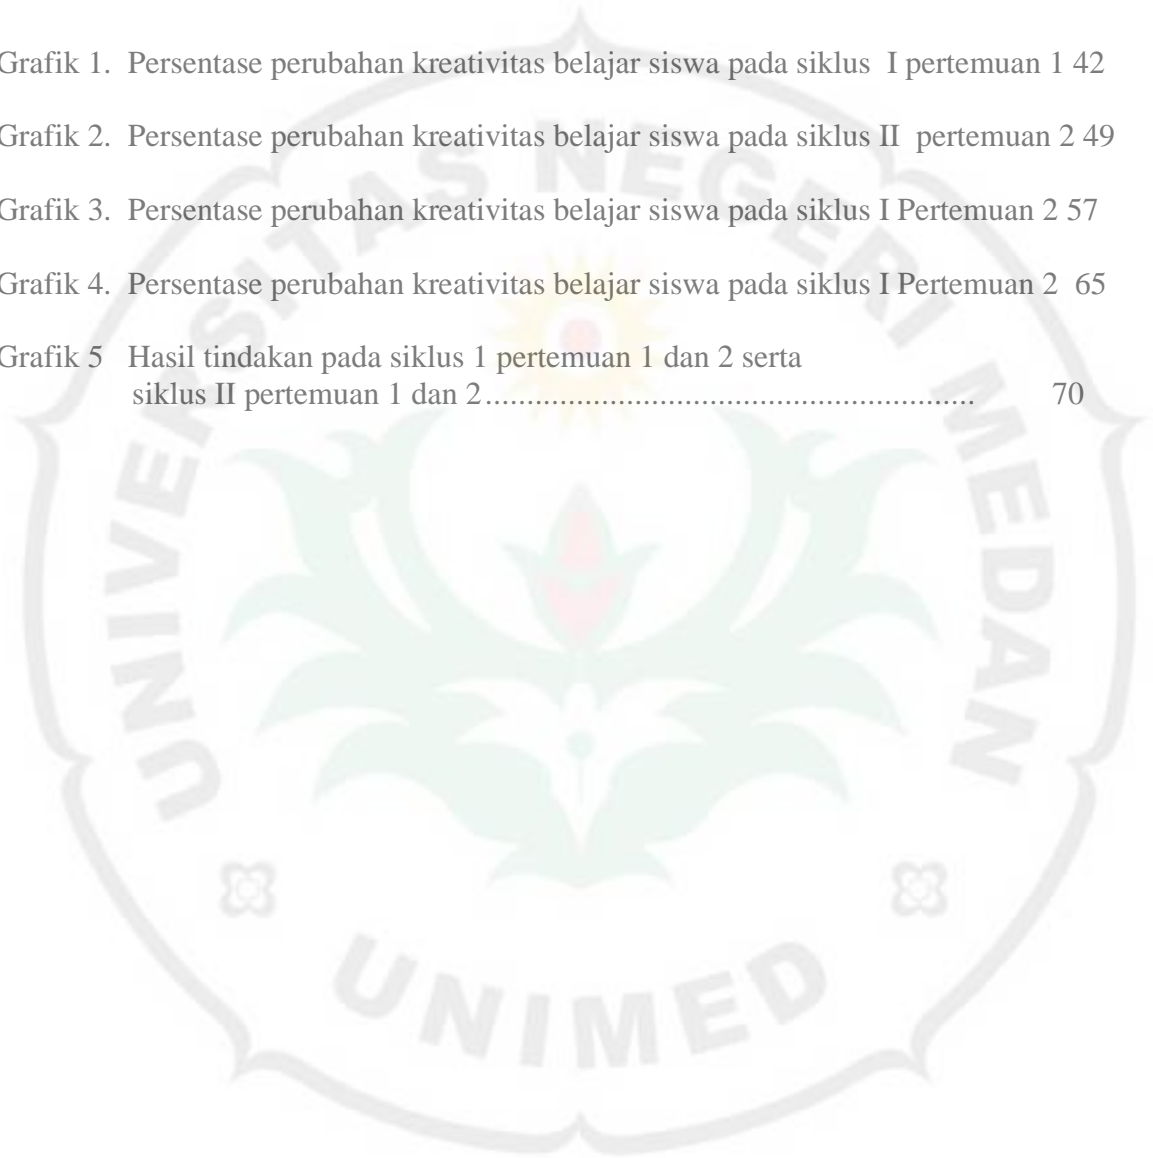 Grafik 1. Persentase perubahan kreativitas belajar siswa pada siklus I pertemuan 1 42
Grafik 2. Persentase perubahan kreativitas belajar siswa pada siklus II pertemuan 2 49
Grafik 3. Persentase perubahan kreativitas belajar siswa pada siklus I Pertemuan 2 57
Grafik 4. Persentase perubahan kreativitas belajar siswa pada siklus I Pertemuan 2 65
Grafik 5 Hasil tindakan pada siklus 1 pertemuan 1 dan 2 serta
siklus II pertemuan 1 dan 2........................................................... 70
UNIVERSITAS NEGERI MEDAN
UNIMED